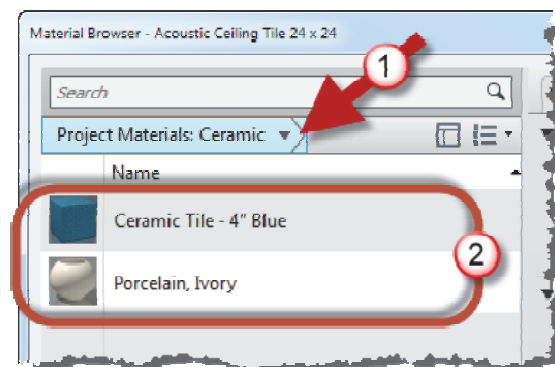 Material Browser - Acoustic Ceiling Tile 24 x 24
1
Search
Project Materials: Ceramic
Name
Ceramic Tile - 4" Blue
2
Porcelain, Ivory